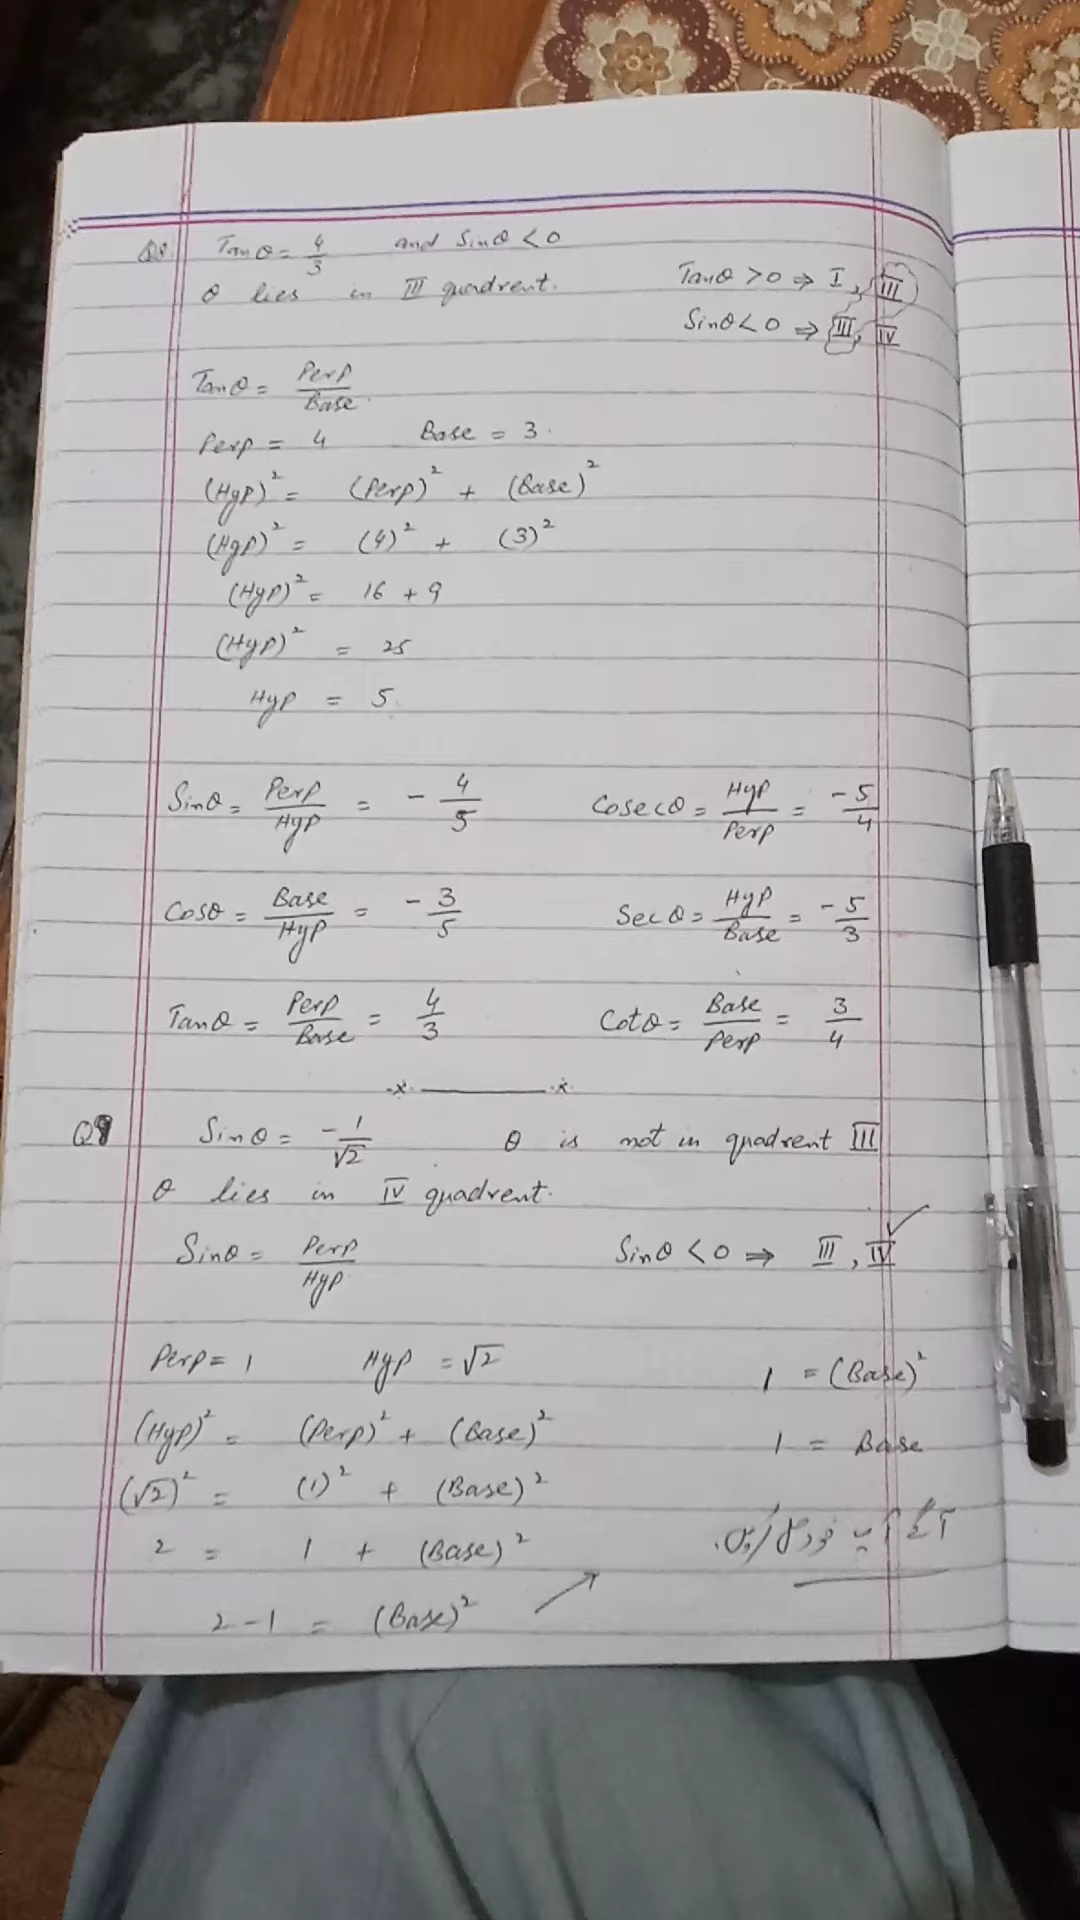 Q8. Tanθ = 4/3 and Sinθ < 0
θ lies in III quadrent.
Tanθ > 0 ⇒ I, III
Sinθ < 0 ⇒ III, IV
Tanθ = Perp/Base
Perp = 4 Base = 3
(Hyp)² = (Perp)² + (Base)²
(Hyp)² = (4)² + (3)²
(Hyp)² = 16 + 9
(Hyp)² = 25
Hyp = 5
Sinθ = Perp/Hyp = -4/5 Cosecθ = Hyp/Perp = -5/4
Cosθ = Base/Hyp = -3/5 Secθ = Hyp/Base = -5/3
Tanθ = Perp/Base = 4/3 Cotθ = Base/Perp = 3/4
Q9 Sinθ = -1/√2 θ is not in quadrent III
θ lies in IV quadrent.
Sinθ = Perp/Hyp Sinθ < 0 ⇒ III, IV
Perp = 1 Hyp = √2
(Hyp)² = (Perp)² + (Base)²
(√2)² = (1)² + (Base)²
2 = 1 + (Base)²
2 - 1 = (Base)²
1 = (Base)²
1 = Base